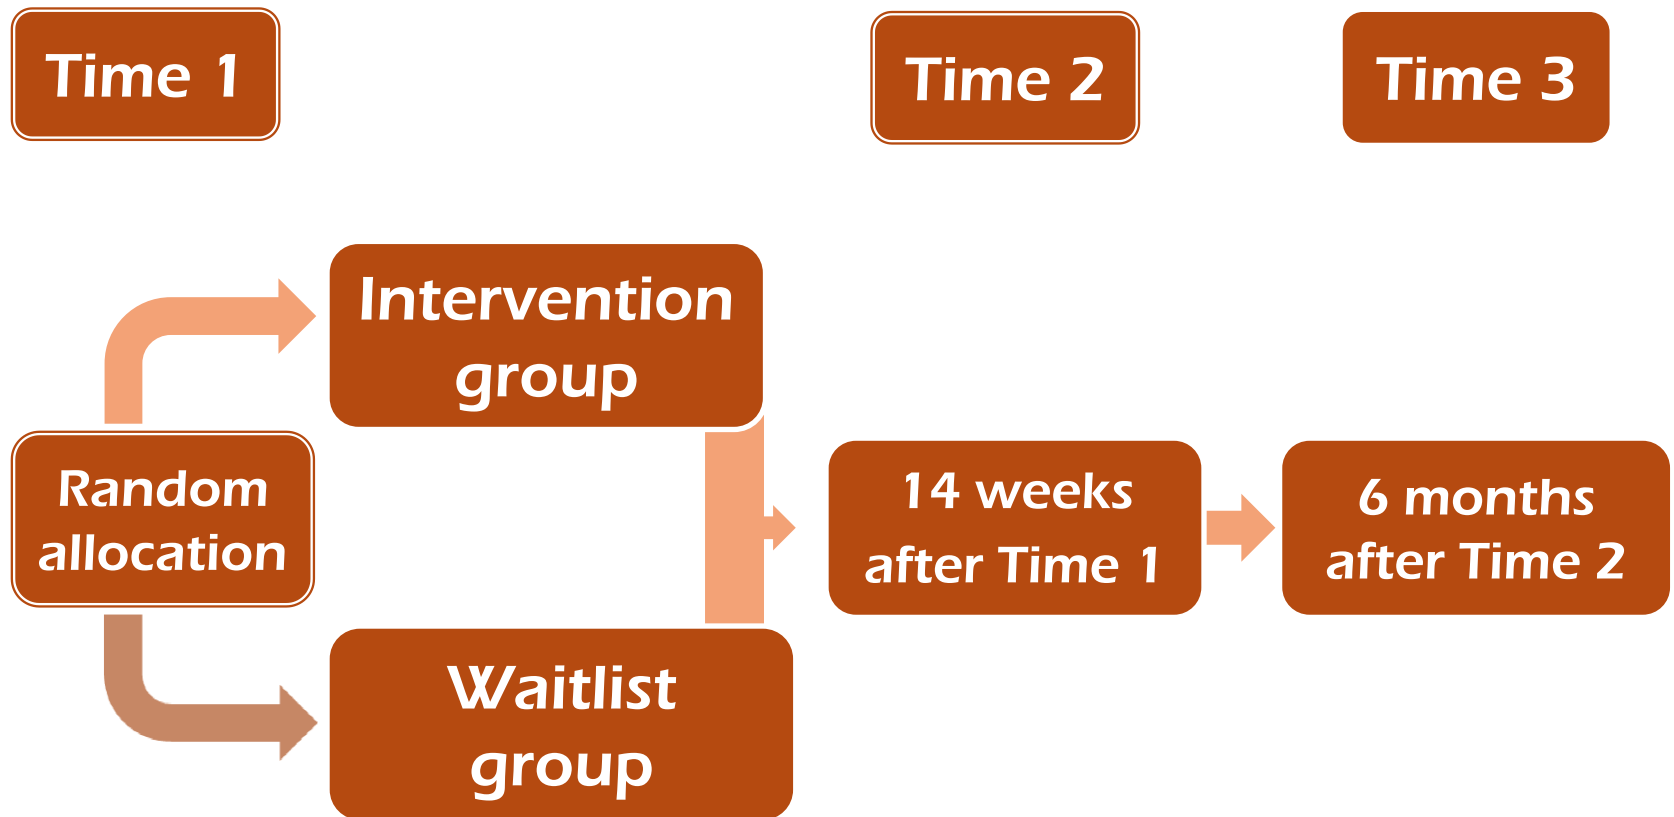 Time 1
Time 2
Time 3
Intervention
group
Random
allocation
14 weeks
after Time 1
6 months
after Time 2
Waitlist
group